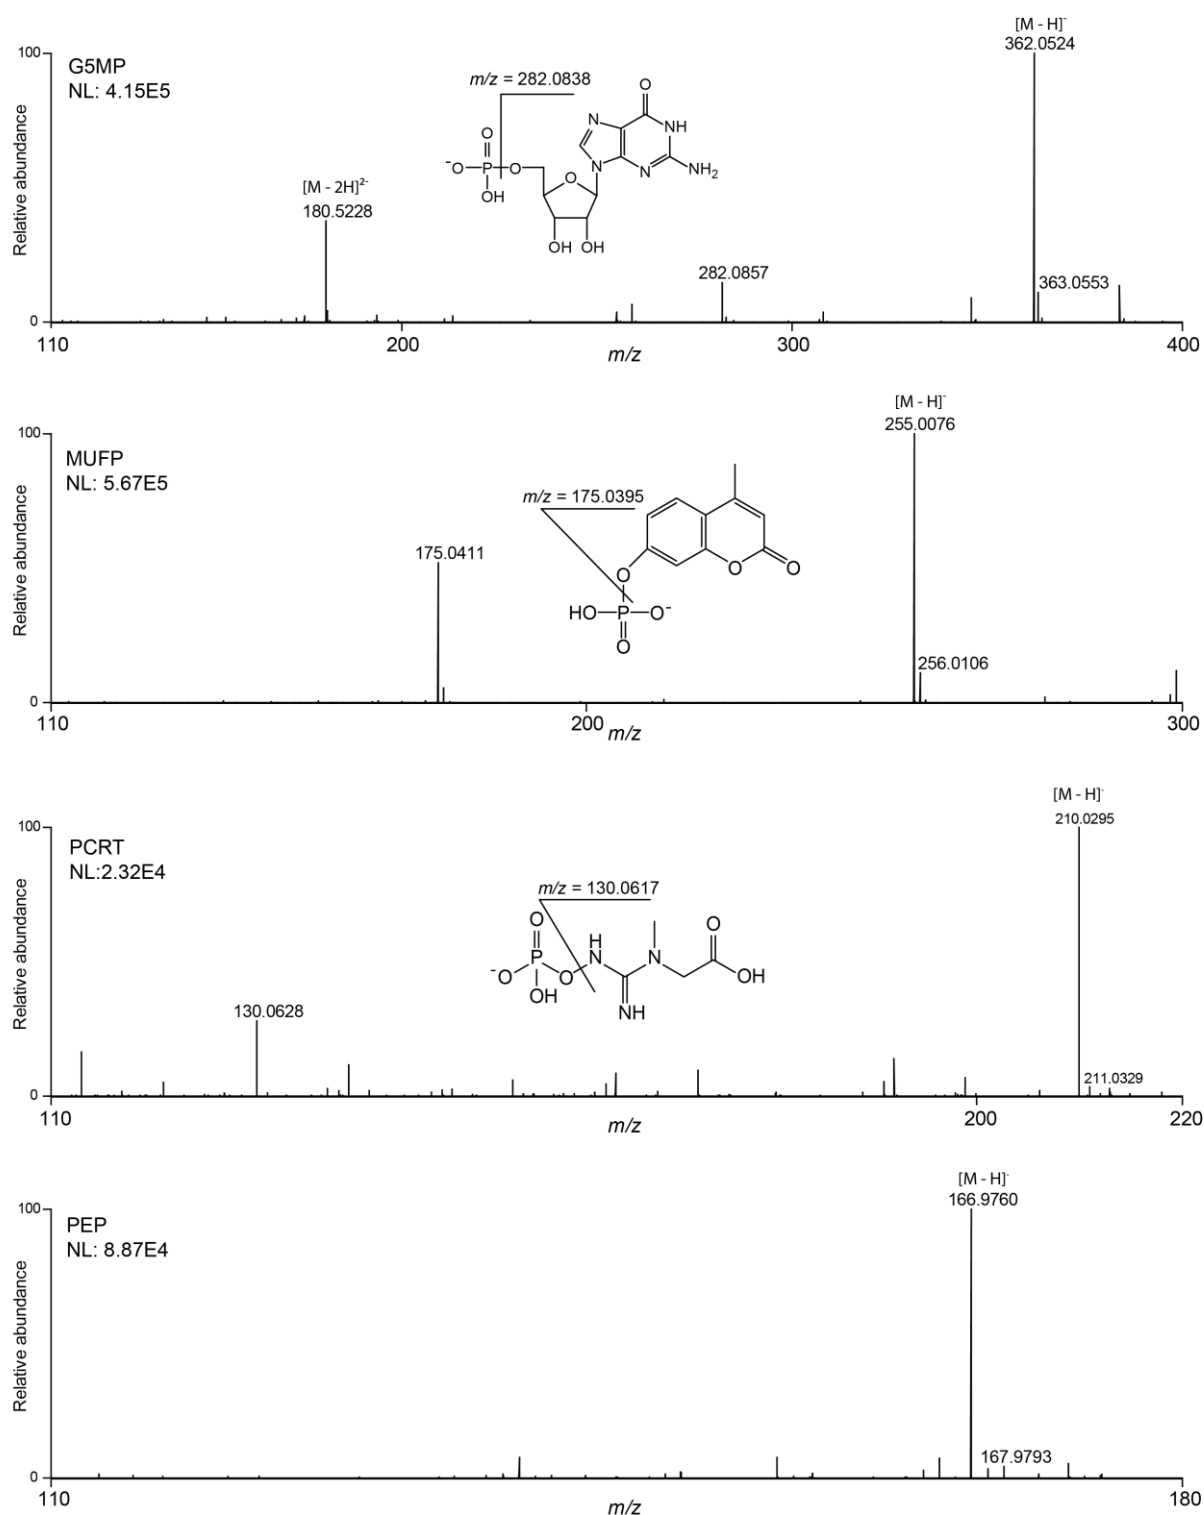 [M - H]⁻
362.0524
100
G5MP
NL: 4.15E5
m/z = 282.0838
O
N
NH
O
⁻O
P
O
O
N
N
NH₂
OH
[M - 2H]²⁻
180.5228
OH
OH
282.0857
363.0553
Relative abundance
0
110
200
300
400
m/z
[M - H]⁻
255.0076
100
MUFP
NL: 5.67E5
m/z = 175.0395
175.0411
O
O
O
HO
P
O⁻
O
256.0106
Relative abundance
0
110
200
300
m/z
[M - H]⁻
210.0295
100
PCRT
NL:2.32E4
m/z = 130.0617
O
H
N
N
O
P
⁻O
O
OH
OH
NH
130.0628
211.0329
Relative abundance
0
110
200
220
m/z
[M - H]⁻
166.9760
100
PEP
NL: 8.87E4
167.9793
Relative abundance
0
110
180
m/z